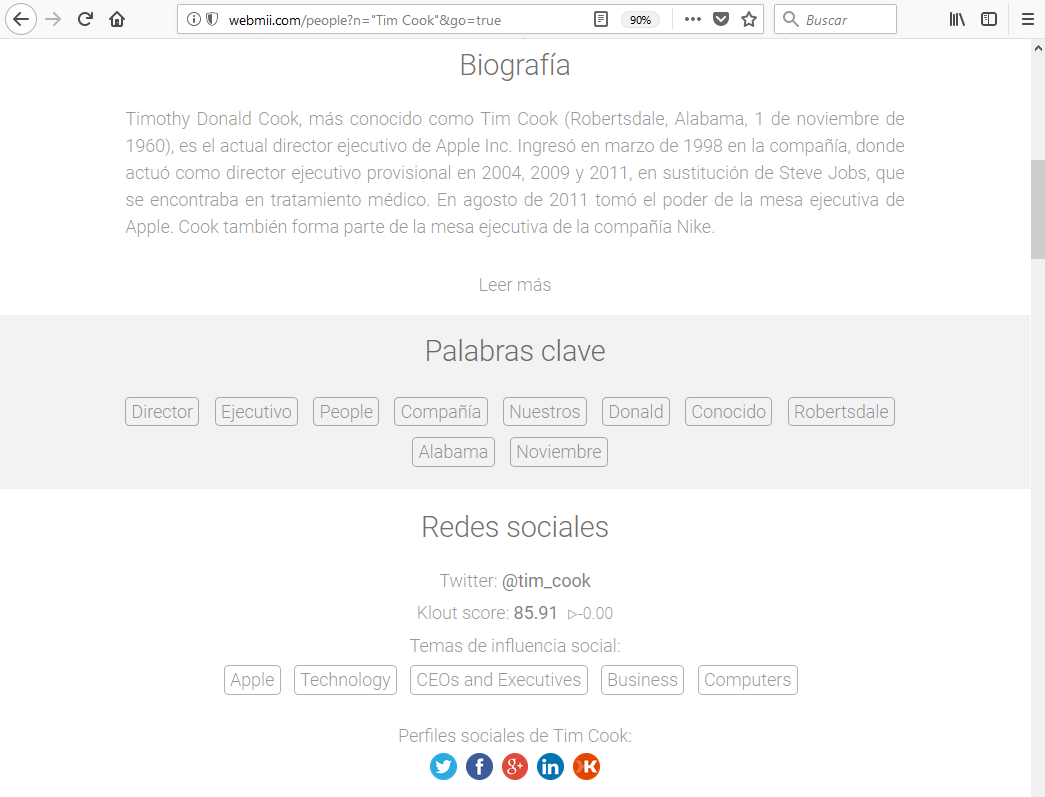 webmii.com/people?n="Tim Cook"&go=true
90%
Buscar
Biografía
Timothy Donald Cook, más conocido como Tim Cook (Robertsdale, Alabama, 1 de noviembre de
1960), es el actual director ejecutivo de Apple Inc. Ingresó en marzo de 1998 en la compañía, donde
actuó como director ejecutivo provisional en 2004, 2009 y 2011, en sustitución de Steve Jobs, que
se encontraba en tratamiento médico. En agosto de 2011 tomó el poder de la mesa ejecutiva de
Apple. Cook también forma parte de la mesa ejecutiva de la compañía Nike.
Leer más
Palabras clave
Director Ejecutivo People Compañía Nuestros Donald Conocido Robertsdale
Alabama Noviembre
Redes sociales
Twitter: @tim_cook
Klout score: 85.91 ▷-0.00
Temas de influencia social:
Apple Technology CEOs and Executives Business Computers
Perfiles sociales de Tim Cook:
f g+ in K